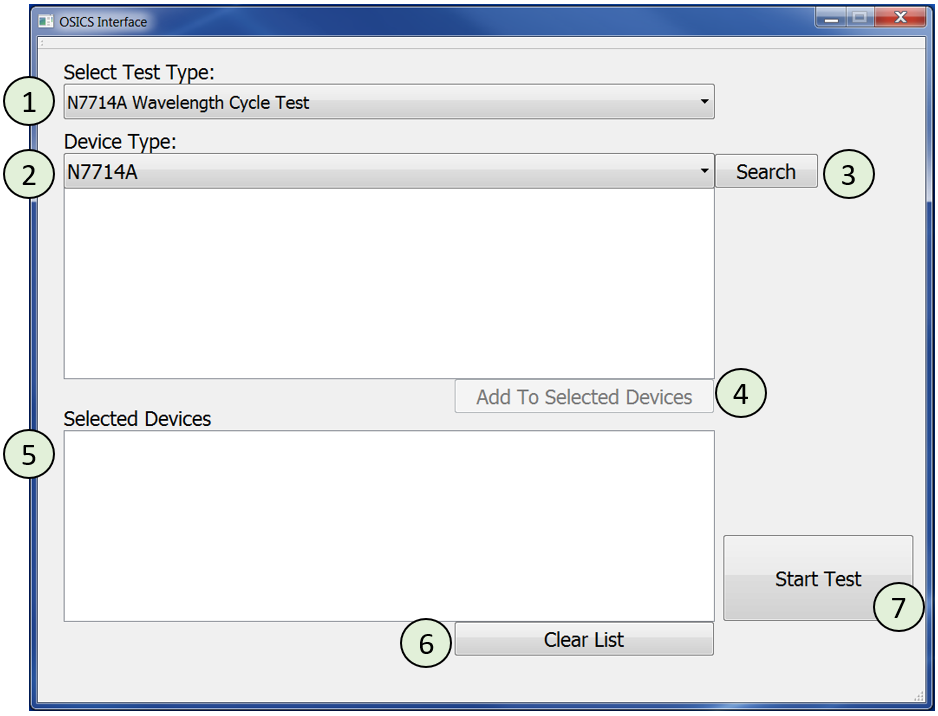 OSICS Interface
Select Test Type:
1
N7714A Wavelength Cycle Test
Device Type:
2
N7714A
Search
3
Add To Selected Devices
4
Selected Devices
5
Start Test
7
6
Clear List